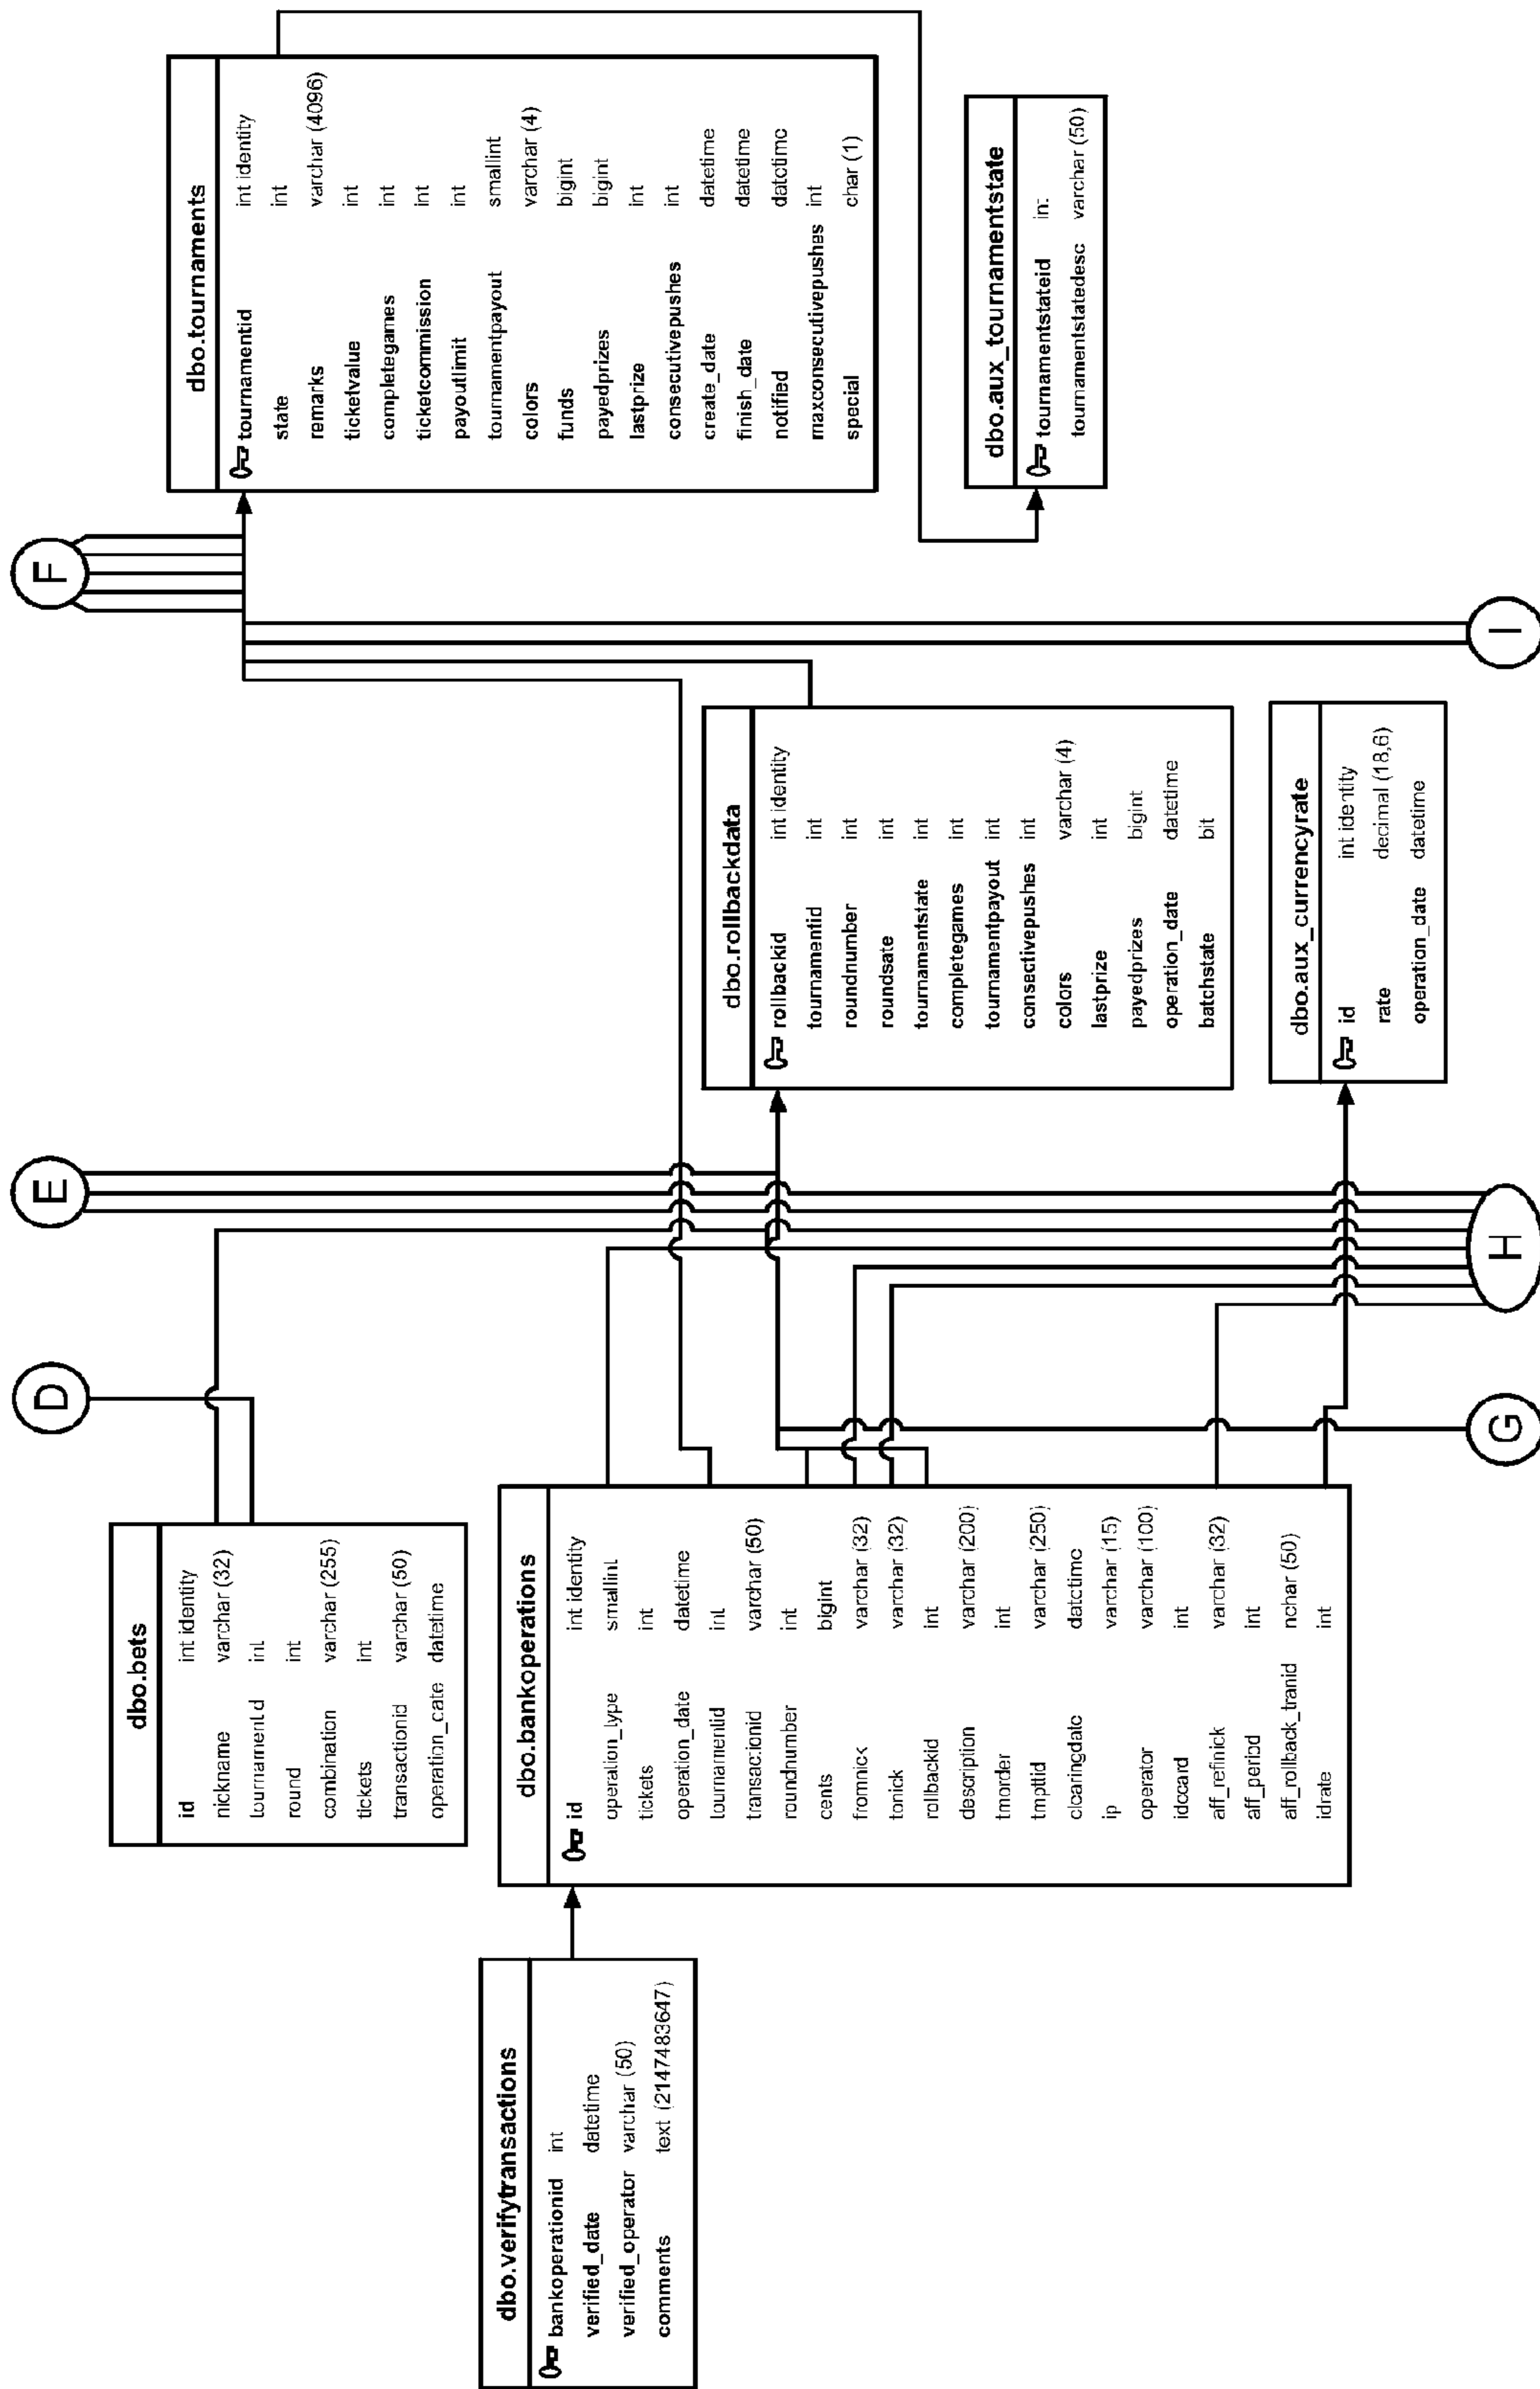 D
E
F
dbo.bets
id int identity
nickname varchar (32)
tournament d int
round int
combination varchar (255)
tickets int
transactionid varchar (50)
operation_cate datetime
dbo.tournaments
tournamentid int identity
state int
remarks varchar (4096)
ticketvalue int
completegames int
ticketcommission int
payoutlimit int
tournamentpayout smallint
colors varchar (4)
funds bigint
payedprizes bigint
lastprize int
consecutivepushes int
create_date datetime
finish_date datetime
notified datetime
maxconsecutivepushes int
special char (1)
dbo.verifytransactions
bankoperationid int
verified_date datetime
verified_operator varchar (50)
comments text (2147483647)
dbo.bankoperations
id int identity
operation_type smallint
tickets int
operation_date datetime
tournamentid int
transactionid varchar (50)
roundnumber int
cents bigint
fromnick varchar (32)
tonick varchar (32)
rollbackid int
description varchar (200)
tmorder int
tmpttid varchar (250)
clearingdate datetime
ip varchar (15)
operator varchar (100)
idccard int
aff_refinick varchar (32)
aff_period int
aff_rollback_tranid nchar (50)
idrate int
dbo.rollbackdata
rollbackid int identity
tournamentid int
roundnumber int
roundsate int
tournamentstate int
completegames int
tournamentpayout int
consectivepushes int
colors varchar (4)
lastprize int
payedprizes bigint
operation_date datetime
batchstate bit
dbo.aux_tournamentstate
tournamentstateid int
tournamentstatedesc varchar (50)
dbo.aux_currencyrate
id int identity
rate decimal (18,6)
operation_date datetime
G
H
I